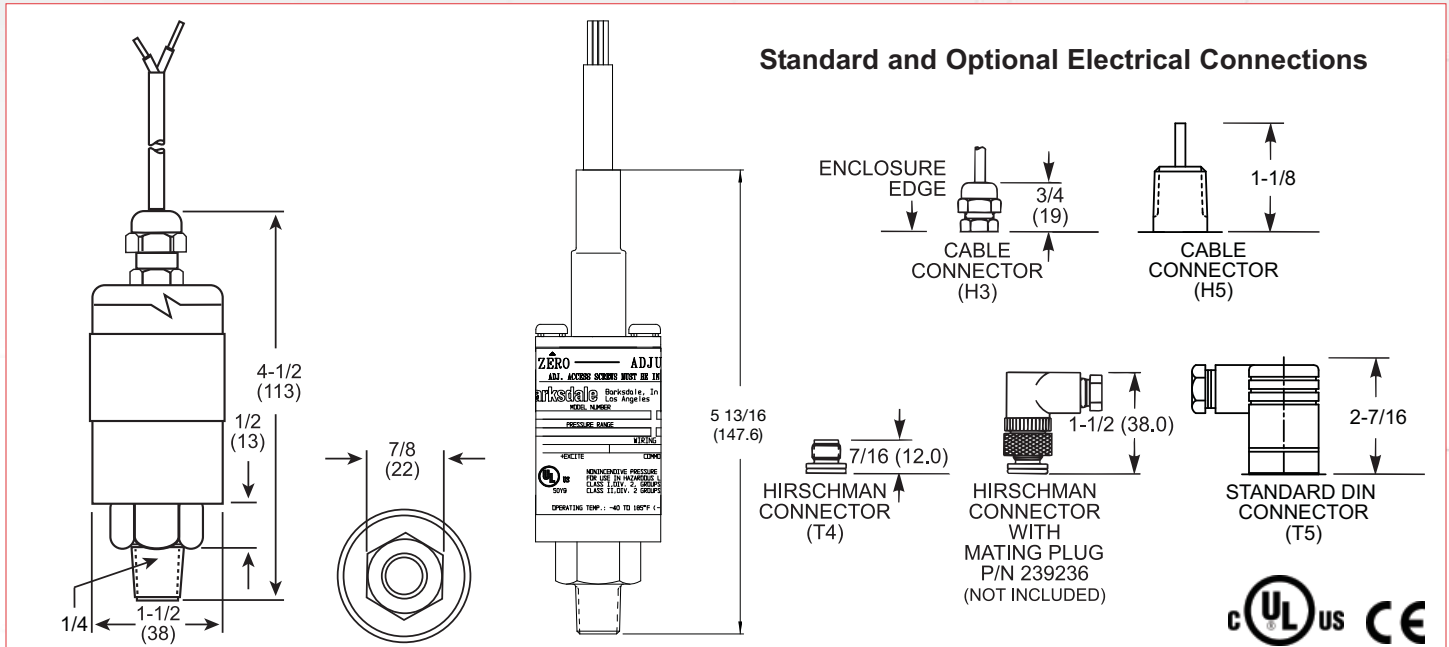 Standard and Optional Electrical Connections
4-1/2
(113)
1/2
(13)
1/4
1-1/2
(38)
7/8
(22)
ZERO ADJU
ADJ. ACCESS SCREWS MUST BE IN
arksdale Barksdale, In
Los Angeles
MODEL NUMBER
PRESSURE RANGE
WIRING
+EXCITE COMMO
UL US
50Y9
NONINCENDIVE PRESSURE
FOR USE IN HAZARDOUS L
CLASS I,DIV. 2, GROUPS
CLASS II,DIV. 2 GROUPS
OPERATING TEMP.: -40 TO 185°F (-
5 13/16
(147.6)
ENCLOSURE
EDGE
3/4
(19)
CABLE
CONNECTOR
(H3)
1-1/8
CABLE
CONNECTOR
(H5)
7/16 (12.0)
HIRSCHMAN
CONNECTOR
(T4)
1-1/2 (38.0)
HIRSCHMAN
CONNECTOR
WITH
MATING PLUG
P/N 239236
(NOT INCLUDED)
2-7/16
STANDARD DIN
CONNECTOR
(T5)
c UL ® US CE